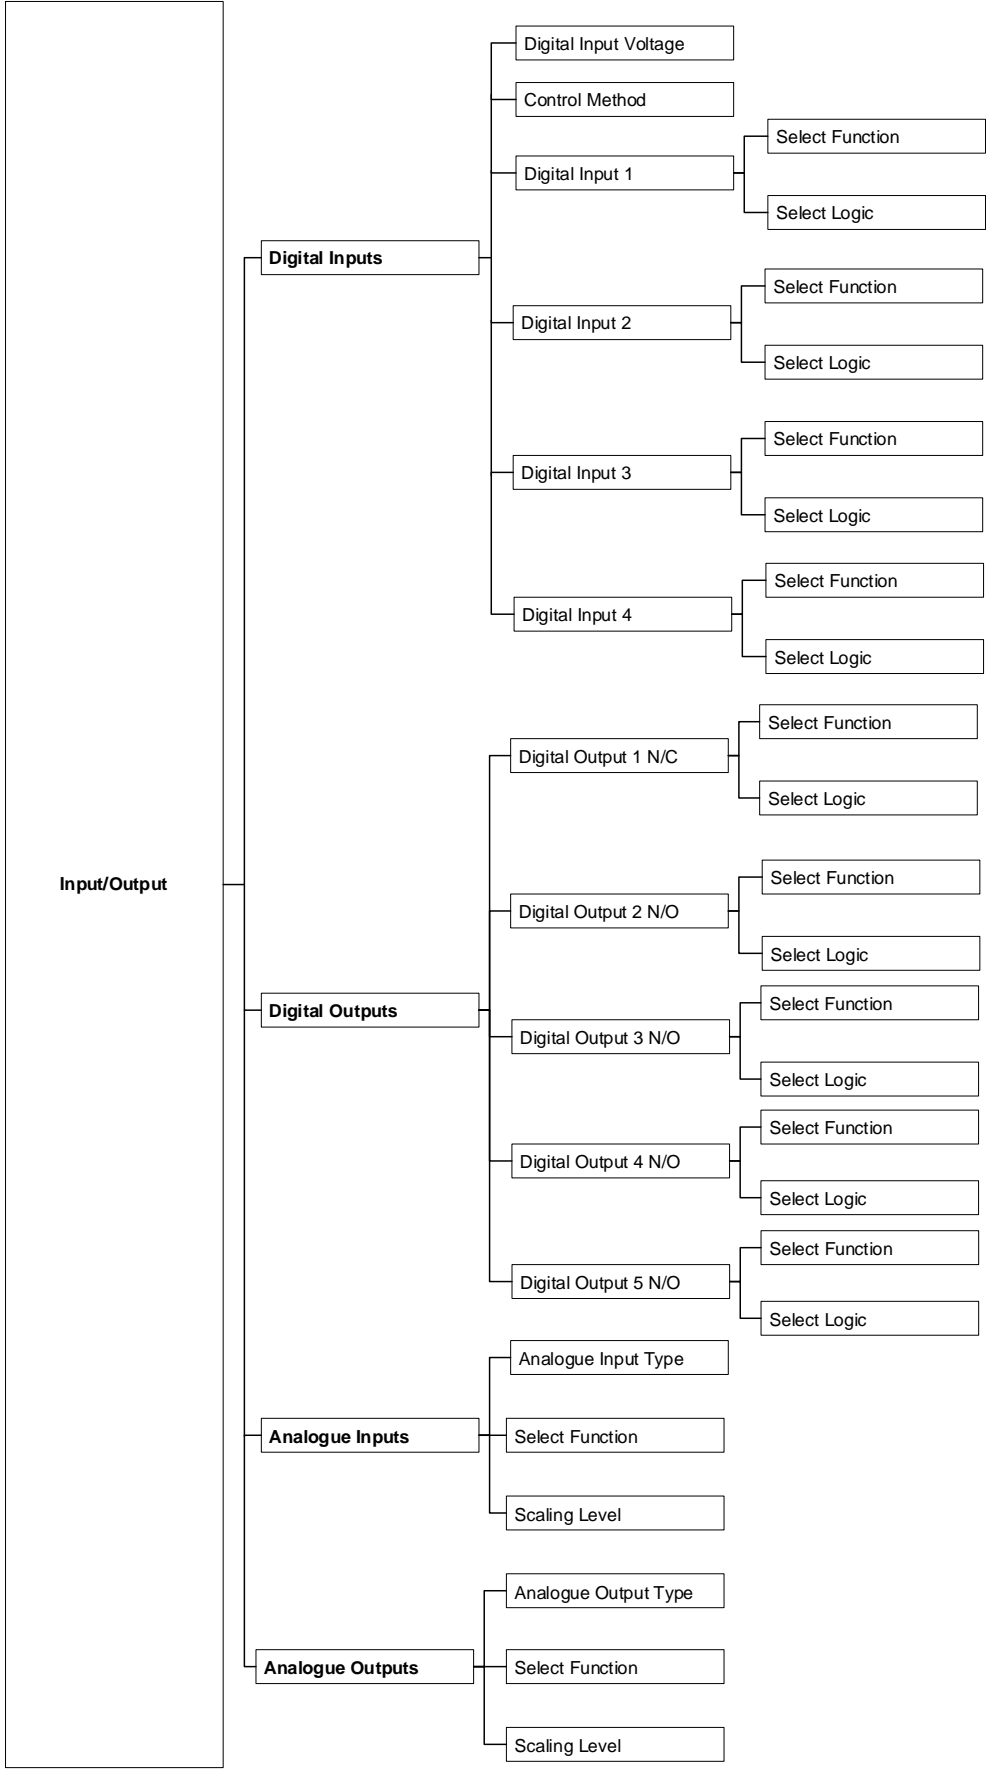 Input/Output
Digital Inputs
Digital Input Voltage
Control Method
Digital Input 1
Select Function
Select Logic
Digital Input 2
Select Function
Select Logic
Digital Input 3
Select Function
Select Logic
Digital Input 4
Select Function
Select Logic
Digital Outputs
Digital Output 1 N/C
Select Function
Select Logic
Digital Output 2 N/O
Select Function
Select Logic
Digital Output 3 N/O
Select Function
Select Logic
Digital Output 4 N/O
Select Function
Select Logic
Digital Output 5 N/O
Select Function
Select Logic
Analogue Inputs
Analogue Input Type
Select Function
Scaling Level
Analogue Outputs
Analogue Output Type
Select Function
Scaling Level